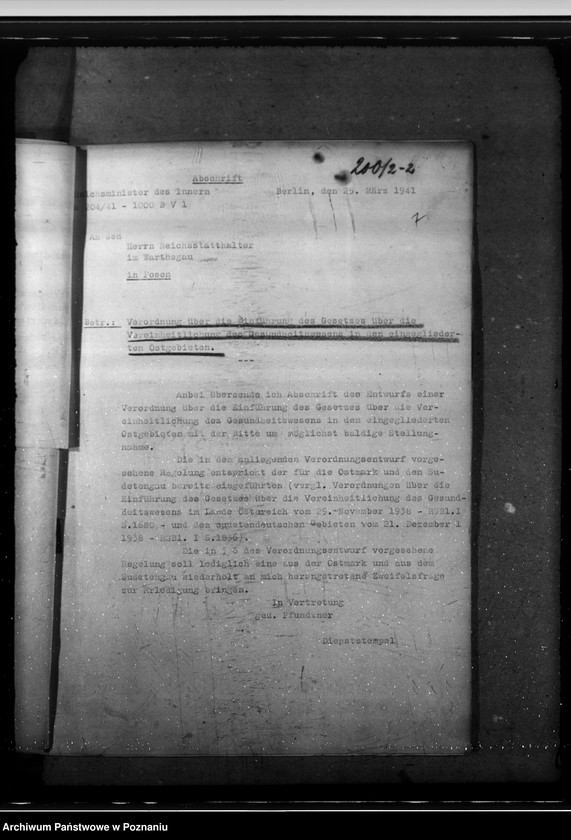 200/2-2
Abschrift
Reichsminister des Innern
Berlin, den 25. März 1941
204/41 - 1000 B V 1
An den
Herrn Reichsstatthalter
im Warthegau
in Posen
Betr.: Verordnung über die Einführung des Gesetzes über die
Vereinheitlichung des Gesundheitswesens in den eingeglieder-
ten Ostgebieten.
---
Anbei übersende ich Abschrift des Entwurfs einer
Verordnung über die Einführung des Gesetzes über die Ver-
einheitlichung des Gesundheitswesens in den eingegliederten
Ostgebieten mit der Bitte um möglichst baldige Stellung-
nahme.
Die in dem anliegenden Verordnungsentwurf vorge-
sehene Regelung entspricht der für die Ostmark und den Su-
detengau bereits eingeführten (vergl. Verordnungen über die
Einführung des Gesetzes über die Vereinheitlichung des Gesund-
heitswesens im Lande Österreich vom 29. November 1938 - RGBl.I
S.1680 - und den sudetendeutschen Gebieten vom 21. Dezember
1938 - RGBl. I S.1856).
Die in § 3 des Verordnungsentwurf vorgesehene
Regelung soll lediglich eine aus der Ostmark und aus dem
Sudetengau wiederholt an mich herangetretene Zweifelsfrage
zur Erledigung bringen.
In Vertretung
gez. Pfundtner
Dienststempel
Archiwum Państwowe w Poznaniu